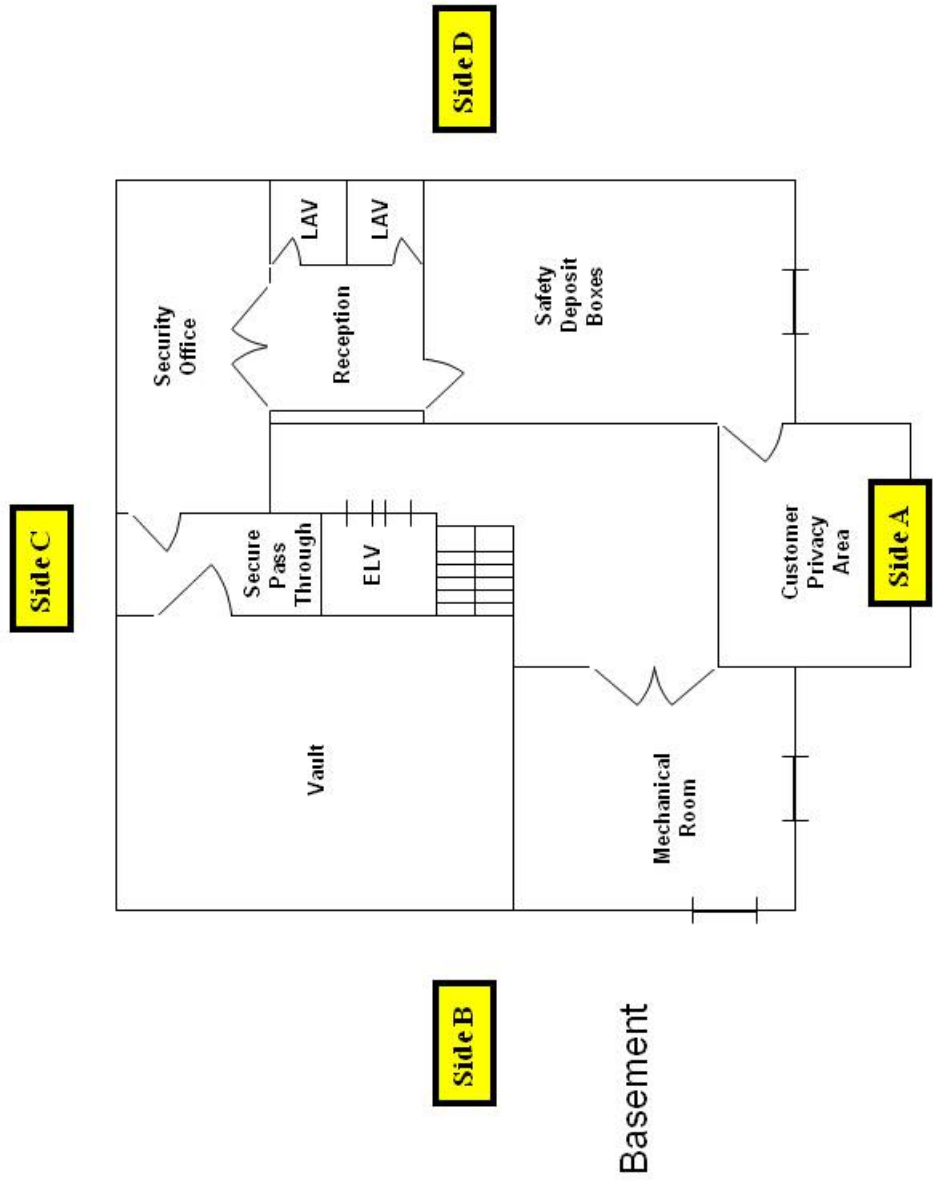 Basement
Side B
Side C
Side D
Side A
Vault
Mechanical
Room
Secure
Pass
Through
ELV
Customer
Privacy
Area
Security
Office
Reception
LAV
LAV
Safety
Deposit
Boxes